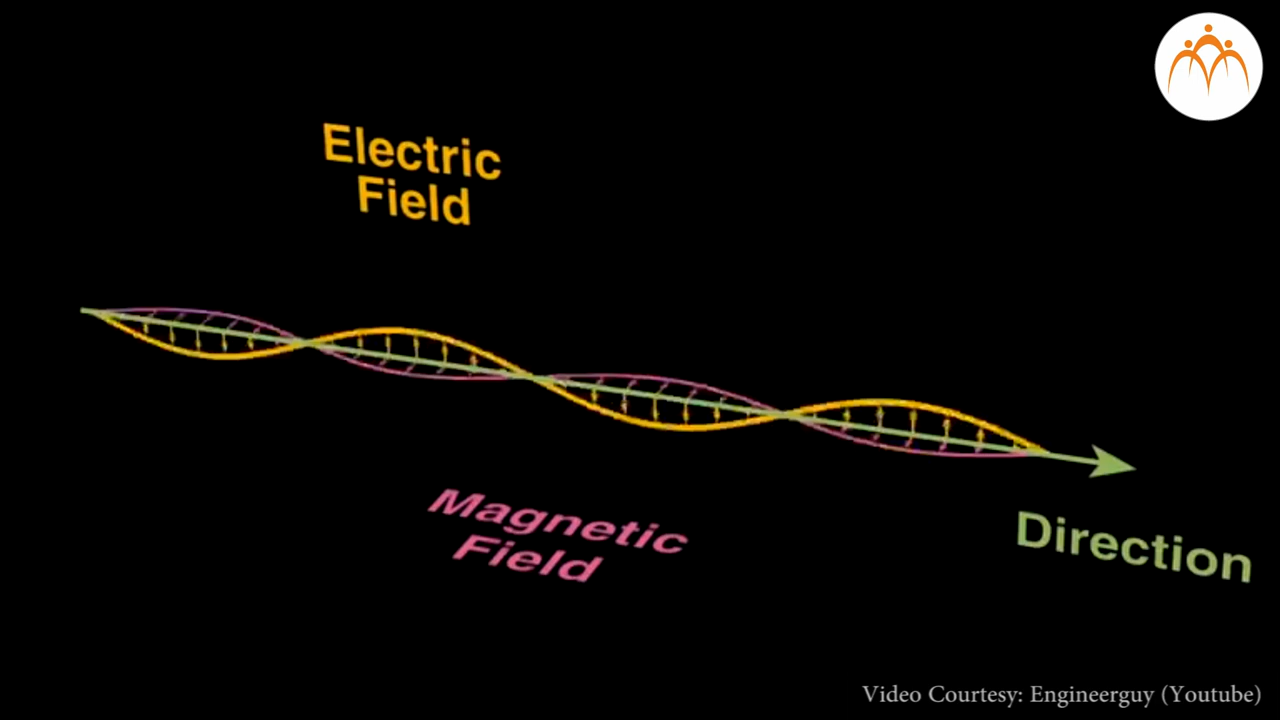 Electric
Field
Magnetic
Field
Direction
Video Courtesy: Engineerguy (Youtube)